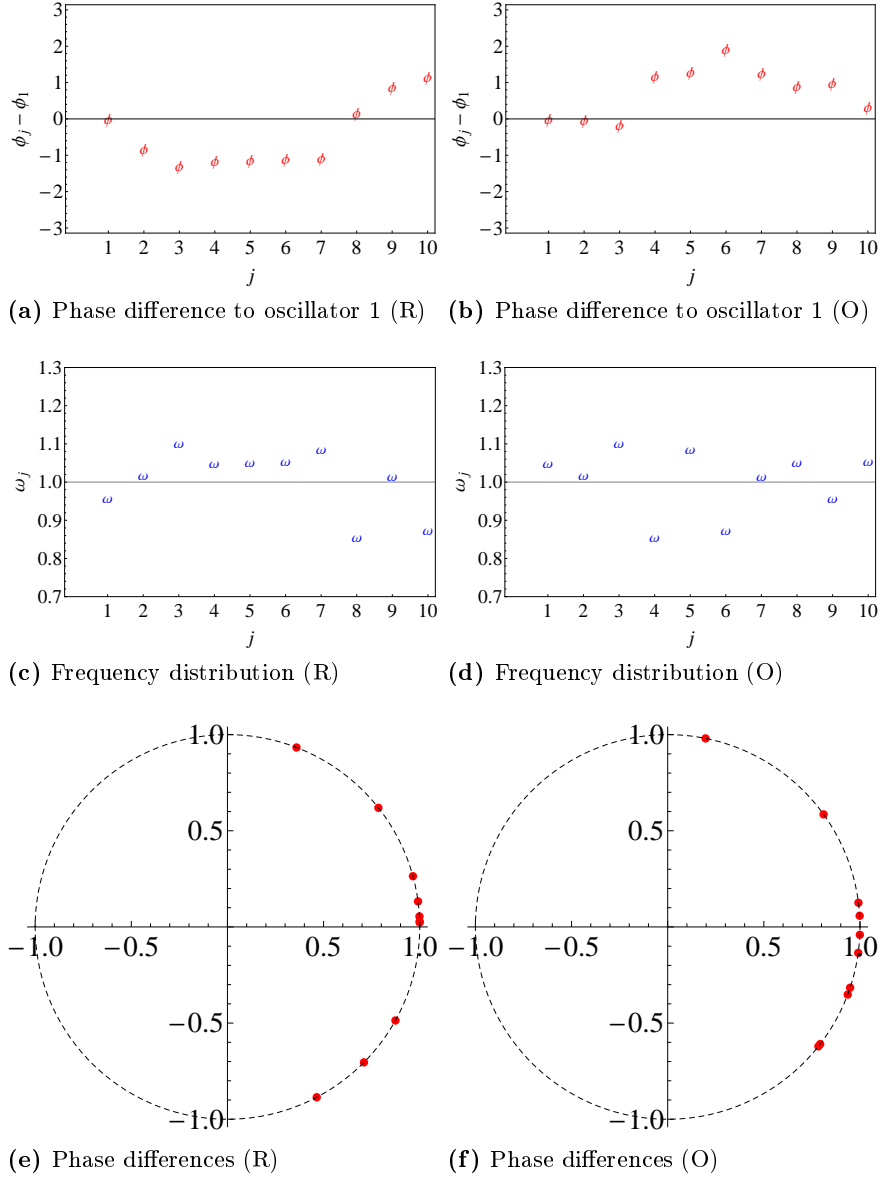 3
2
1
0
−1
−2
−3
ϕj − ϕ1
ϕ ϕ ϕ ϕ ϕ ϕ ϕ ϕ ϕ ϕ
1 2 3 4 5 6 7 8 9 10
j
(a) Phase difference to oscillator 1 (R)
3
2
1
0
−1
−2
−3
ϕj − ϕ1
ϕ ϕ ϕ ϕ ϕ ϕ ϕ ϕ ϕ ϕ
1 2 3 4 5 6 7 8 9 10
j
(b) Phase difference to oscillator 1 (O)
1.3
1.2
1.1
1.0
0.9
0.8
0.7
ωj
ω ω ω ω ω ω ω ω ω ω
1 2 3 4 5 6 7 8 9 10
j
(c) Frequency distribution (R)
1.3
1.2
1.1
1.0
0.9
0.8
0.7
ωj
ω ω ω ω ω ω ω ω ω ω
1 2 3 4 5 6 7 8 9 10
j
(d) Frequency distribution (O)
1.0
0.5
−1.0 −0.5 0.5 1.0
−0.5
−1.0
(e) Phase differences (R)
1.0
0.5
−1.0 −0.5 0.5 1.0
−0.5
−1.0
(f) Phase differences (O)